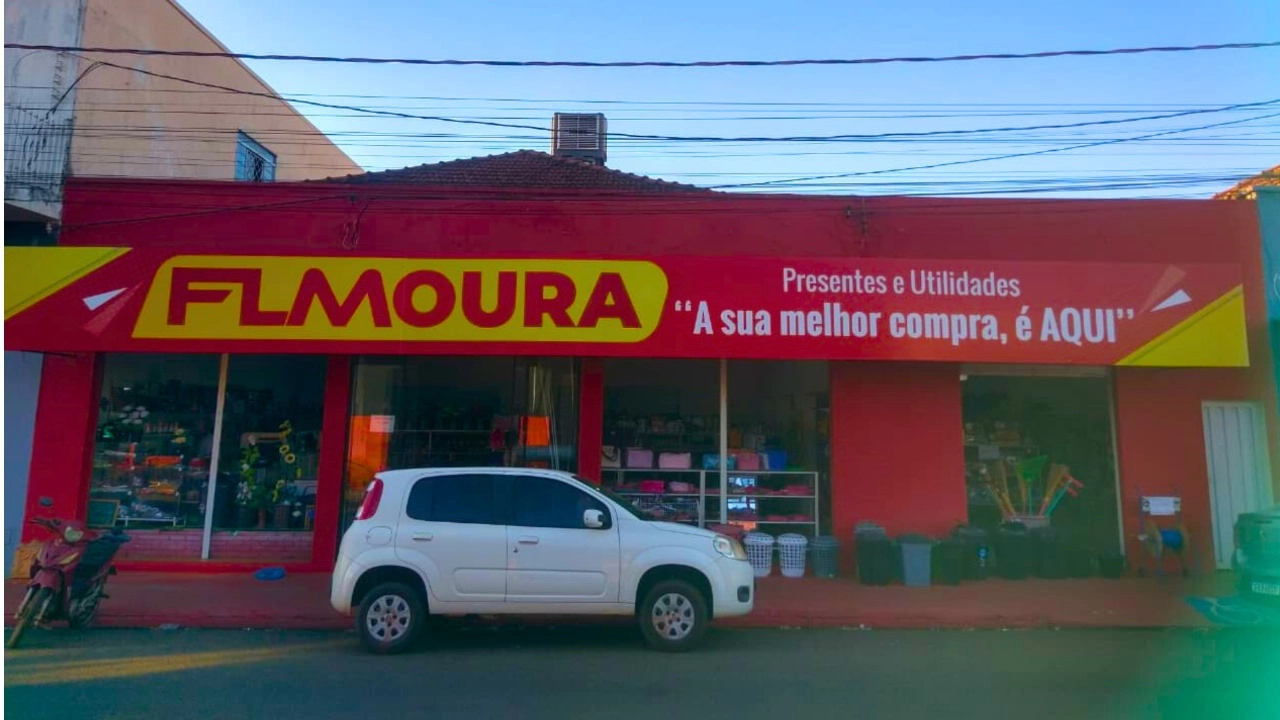 FLMOURA
Presentes e Utilidades
“A sua melhor compra, é AQUI”